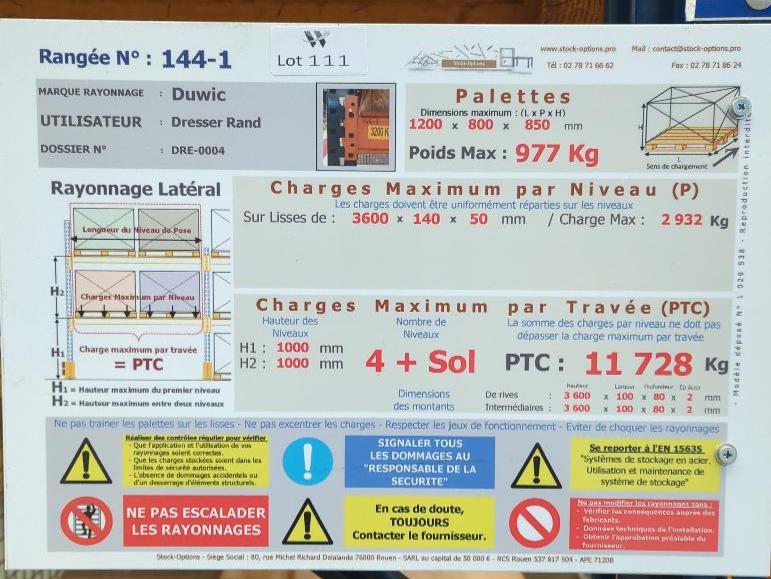 Rangée N° : 144-1
Lot 111
Stock-Options
www.stock-options.pro Mail : contact@stock-options.pro
Tél : 02 78 71 66 62 Fax : 02 78 71 86 24
MARQUE RAYONNAGE : Duwic
UTILISATEUR : Dresser Rand
DOSSIER N° : DRE-0004
3200 K
Palettes
Dimensions maximum : (L x P x H)
1200 x 800 x 850 mm
Poids Max : 977 Kg
H
L
Sens de chargement
Rayonnage Latéral
Longueur du Niveau de Pose
H2
Charges Maximum par Niveau
H1
Charge maximum par travée
= PTC
H1 = Hauteur maximum du premier niveau
H2 = Hauteur maximum entre deux niveaux
Charges Maximum par Niveau (P)
Les charges doivent être uniformément réparties sur les niveaux
Sur Lisses de : 3600 x 140 x 50 mm / Charge Max : 2 932 Kg
Charges Maximum par Travée (PTC)
Hauteur des Niveaux
H1 : 1000 mm
H2 : 1000 mm
Nombre de Niveaux
4 + Sol
La somme des charges par niveau ne doit pas
dépasser la charge maximum par travée
PTC : 11 728 Kg
Dimensions des montants
Hauteur Largeur Profondeur Ep Acier
De rives : 3 600 x 100 x 80 x 2 mm
Intermédiaires : 3 600 x 100 x 80 x 2 mm
- Modèle déposé N° 1 029 538 - Reproduction interdite
Ne pas trainer les palettes sur les lisses - Ne pas excentrer les charges - Respecter les jeux de fonctionnement - Eviter de choquer les rayonnages
Réaliser des contrôles régulier pour vérifier
- Que l'application et l'utilisation de vos
rayonnages soient correctes.
- Que les charges stockées soient dans les
limites de sécurité autorisées.
- L'absence de dommages accidentels ou
d'un desserrage d'éléments structurels.
SIGNALER TOUS
LES DOMMAGES AU
"RESPONSABLE DE LA
SECURITE"
Se reporter à l'EN 15635
"Systèmes de stockage en acier.
Utilisation et maintenance de
système de stockage"
NE PAS ESCALADER
LES RAYONNAGES
En cas de doute,
TOUJOURS
Contacter le fournisseur.
Ne pas modifier les rayonnages sans :
- Vérifier les conséquences auprès des
fabricants.
- Données techniques de l'installation.
- Obtenir l'approbation préalable du
fournisseur.
Stock-Options - Siège Social : 80, rue Michel Richard Delalande 76000 Rouen - SARL au capital de 50 000 € - RCS Rouen 537 817 504 - APE 7120B